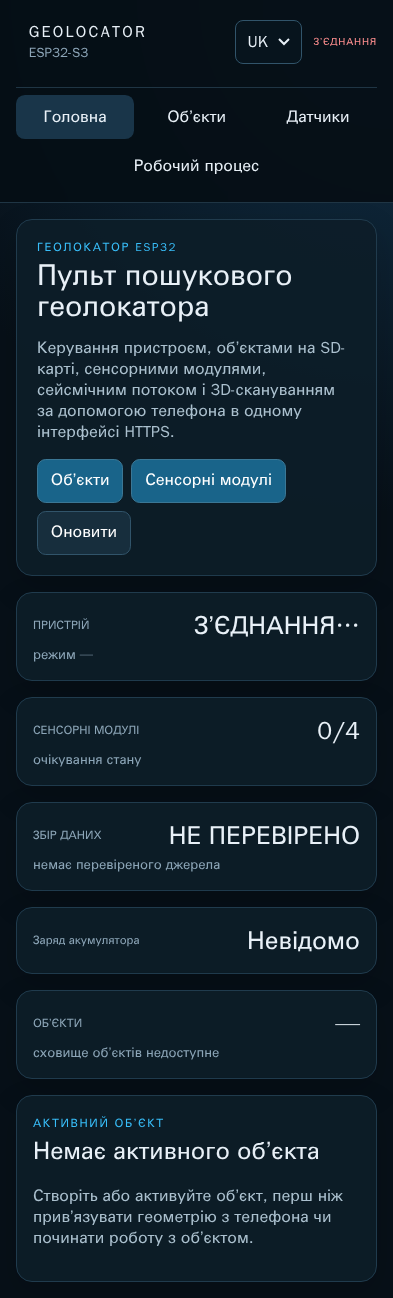 GEOLOCATOR
ESP32-S3
UK
З'ЄДНАННЯ
Головна
Об'єкти
Датчики
Робочий процес
ГЕОЛОКАТОР ESP32
Пульт пошукового
геолокатора
Керування пристроєм, об'єктами на SD-
карті, сенсорними модулями,
сейсмічним потоком і 3D-скануванням
за допомогою телефона в одному
інтерфейсі HTTPS.
Об'єкти
Сенсорні модулі
Оновити
ПРИСТРІЙ
З'ЄДНАННЯ…
режим —
СЕНСОРНІ МОДУЛІ
0/4
очікування стану
ЗБІР ДАНИХ
НЕ ПЕРЕВІРЕНО
немає перевіреного джерела
Заряд акумулятора
Невідомо
ОБ'ЄКТИ
—
сховище об'єктів недоступне
АКТИВНИЙ ОБ'ЄКТ
Немає активного об'єкта
Створіть або активуйте об'єкт, перш ніж
прив'язувати геометрію з телефона чи
починати роботу з об'єктом.